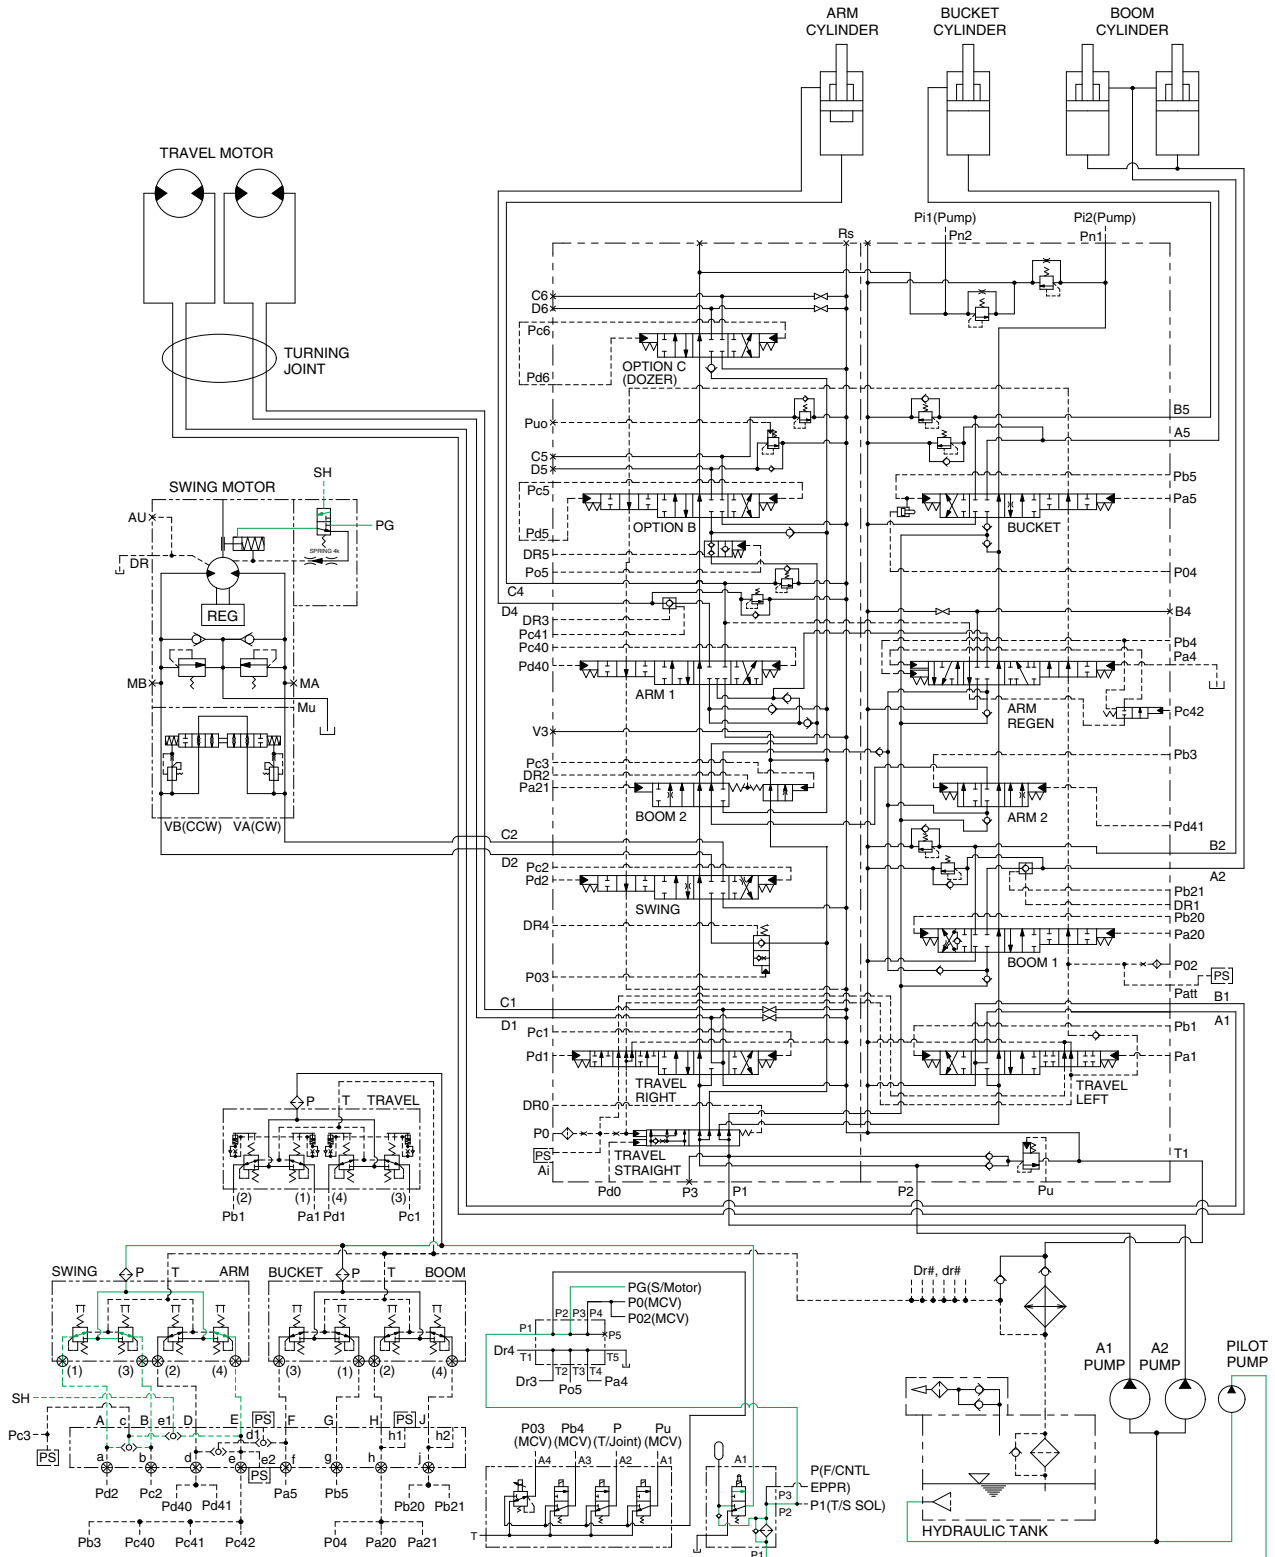 ARM
CYLINDER
BUCKET
CYLINDER
BOOM
CYLINDER
TRAVEL MOTOR
TURNING
JOINT
Pi1(Pump)
Pn2
Pi2(Pump)
Pn1
Rs
C6
D6
Pc6
OPTION C
(DOZER)
Pd6
Puo
C5
D5
Pc5
OPTION B
Pd5
DR5
Po5
C4
D4
DR3
Pc41
Pc40
Pd40
ARM 1
V3
Pc3
DR2
Pa21
BOOM 2
C2
D2
Pc2
Pd2
SWING
DR4
P03
C1
D1
Pc1
Pd1
TRAVEL
RIGHT
DR0
P0
PS
Ai
TRAVEL
STRAIGHT
Pd0
P3
P1
P2
Pu
B5
A5
Pb5
Pa5
BUCKET
P04
B4
Pb4
Pa4
ARM
REGEN
Pc42
Pb3
ARM 2
Pd41
B2
A2
Pb21
DR1
Pb20
Pa20
BOOM 1
P02
PS
Patt
B1
A1
Pb1
Pa1
TRAVEL
LEFT
T1
SWING MOTOR
SH
AU
PG
SPRING 4k
DR
REG
MB
MA
Mu
VB(CCW)
VA(CW)
P
T
TRAVEL
(2)
(1)
(4)
(3)
Pb1
Pa1
Pd1
Pc1
SWING
P
T
ARM
BUCKET
P
T
BOOM
(1)
(3)
(2)
(4)
(3)
(1)
(2)
(4)
SH
Pc3
PS
A
c
B
e1
D
E
PS
d1
F
G
H
PS
h1
J
h2
a
b
d
e
PS
e2
f
g
h
j
Pd2
Pc2
Pd40
Pd41
Pa5
Pb5
Pb20
Pb21
Pb3
Pc40
Pc41
Pc42
P04
Pa20
Pa21
PG(S/Motor)
P0(MCV)
P02(MCV)
P2
P3
P4
P1
P5
Dr4
T1
T5
T2
T3
T4
Dr3
Po5
Pa4
P03
(MCV)
Pb4
(MCV)
P
(T/Joint)
Pu
(MCV)
A4
A3
A2
A1
T
A1
P(F/CNTL
EPPR)
P3
P1(T/S SOL)
P2
P1
Dr#, dr#
A1
PUMP
A2
PUMP
PILOT
PUMP
HYDRAULIC TANK